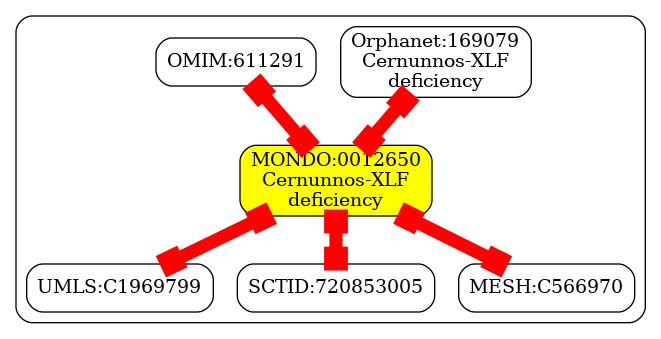 OMIM:611291
Orphanet:169079
Cernunnos-XLF
deficiency
MONDO:0012650
Cernunnos-XLF
deficiency
UMLS:C1969799
SCTID:720853005
MESH:C566970